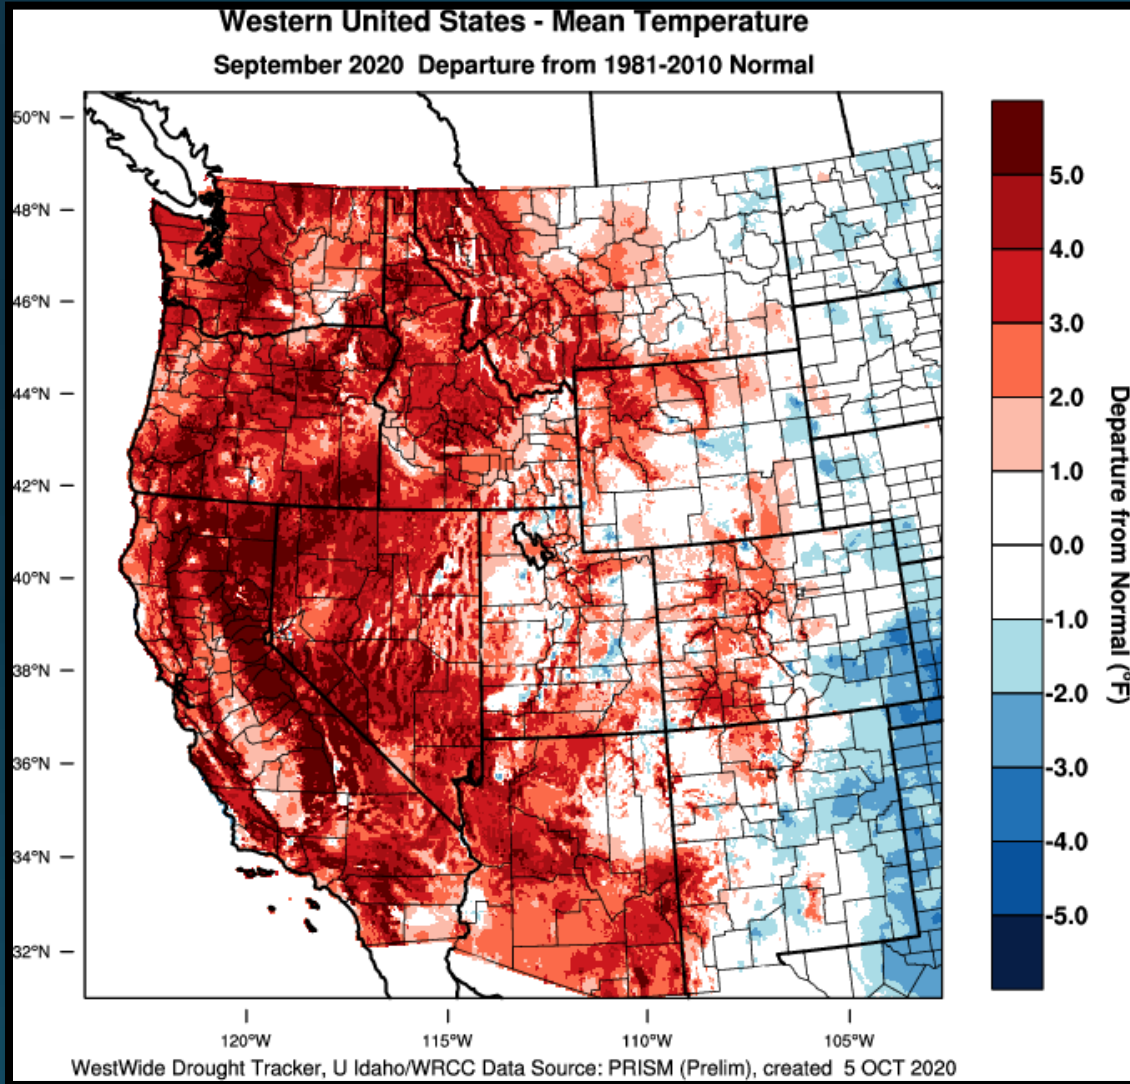 Western United States - Mean Temperature
September 2020 Departure from 1981-2010 Normal
50°N
48°N
46°N
44°N
42°N
40°N
38°N
36°N
34°N
32°N
120°W
115°W
110°W
105°W
5.0
4.0
3.0
2.0
1.0
0.0
-1.0
-2.0
-3.0
-4.0
-5.0
Departure from Normal (°F)
WestWide Drought Tracker, U Idaho/WRCC Data Source: PRISM (Prelim), created 5 OCT 2020